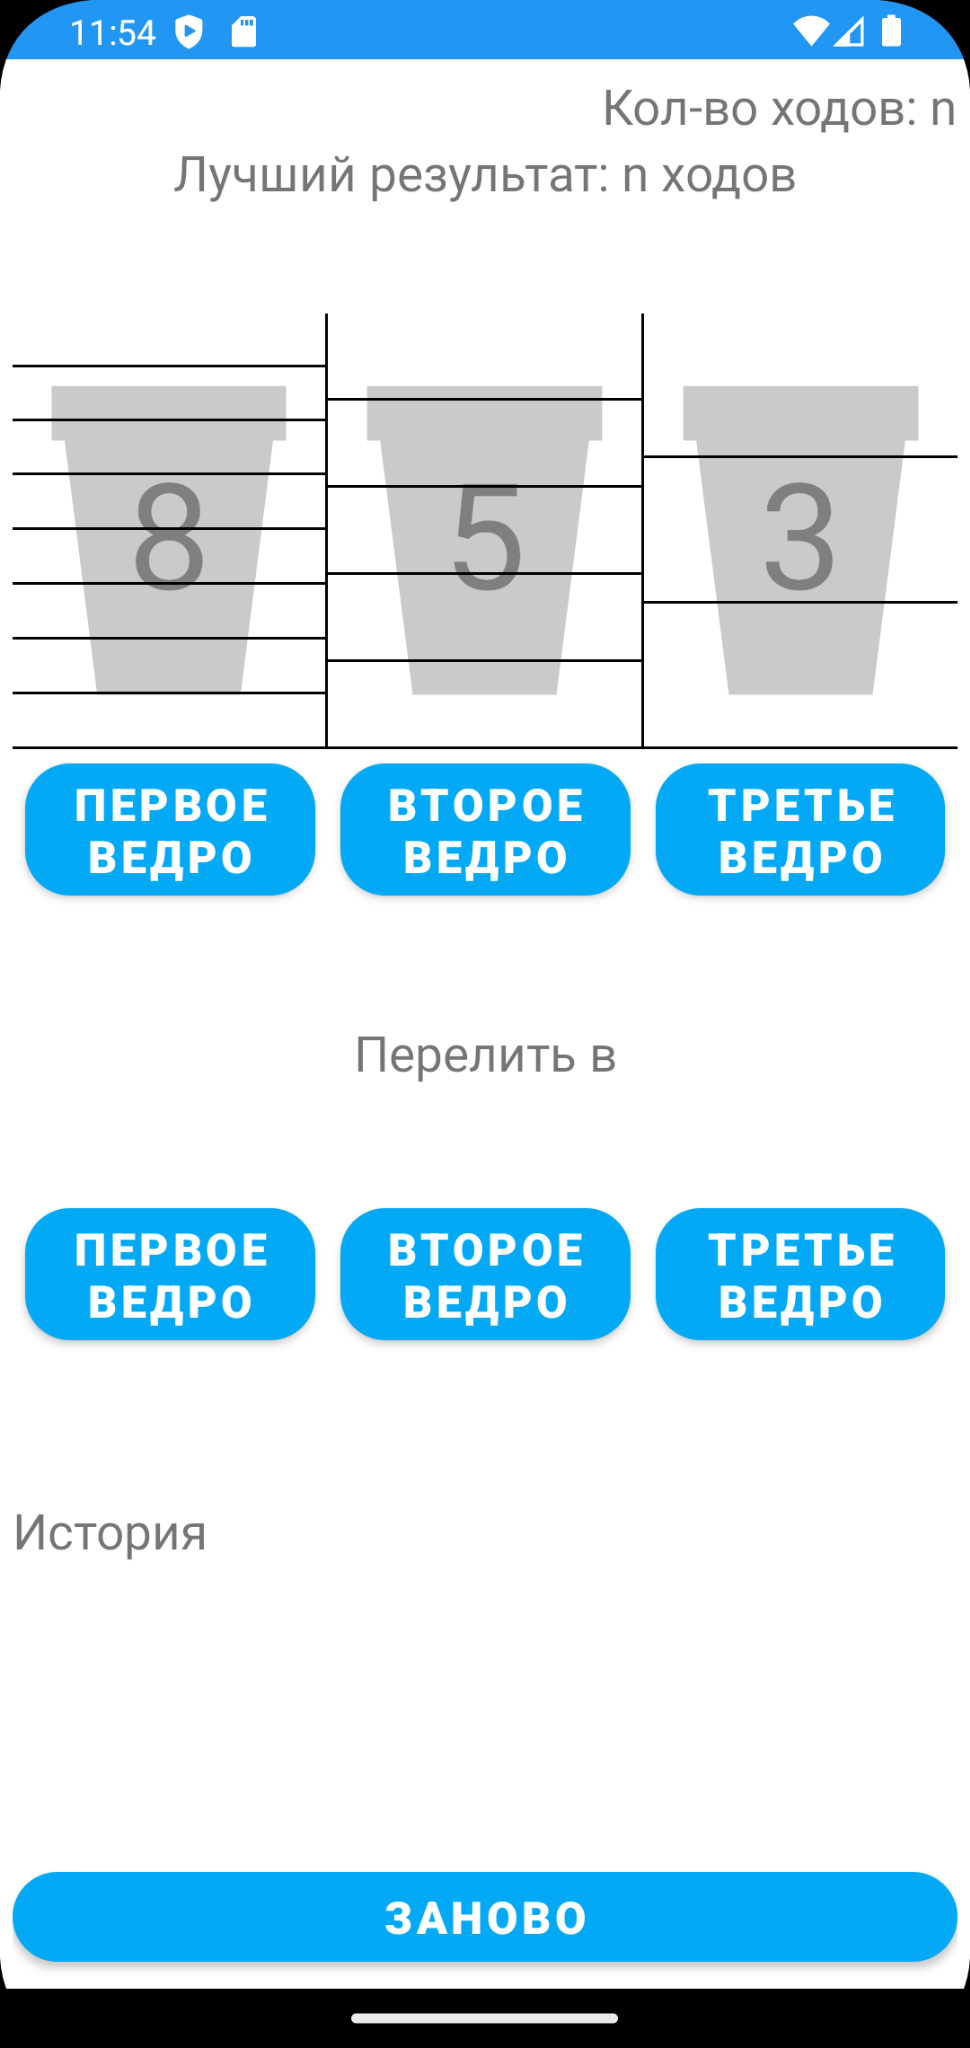 11:54
Кол-во ходов: n
Лучший результат: n ходов
8
5
3
ПЕРВОЕ
ВЕДРО
ВТОРОЕ
ВЕДРО
ТРЕТЬЕ
ВЕДРО
Перелить в
ПЕРВОЕ
ВЕДРО
ВТОРОЕ
ВЕДРО
ТРЕТЬЕ
ВЕДРО
История
ЗАНОВО